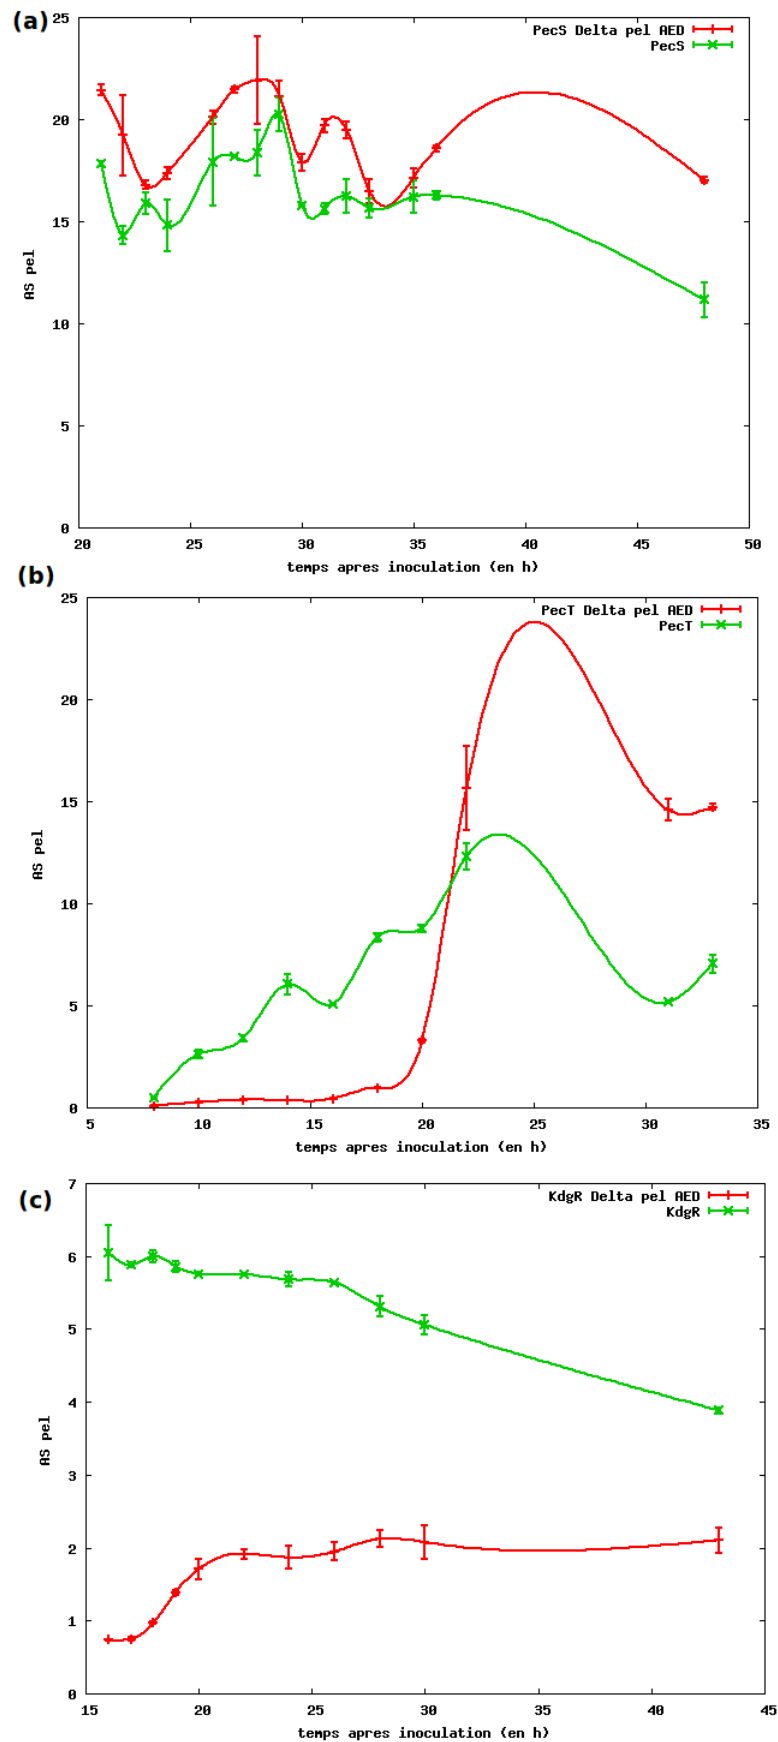 (a)
PecS Delta pel AED
PecS
25
20
15
10
5
0
AS pel
20 25 30 35 40 45 50
temps apres inoculation (en h)
(b)
PecT Delta pel AED
PecT
25
20
15
10
5
0
AS pel
5 10 15 20 25 30 35
temps apres inoculation (en h)
(c)
KdgR Delta pel AED
KdgR
7
6
5
4
3
2
1
0
AS pel
15 20 25 30 35 40 45
temps apres inoculation (en h)